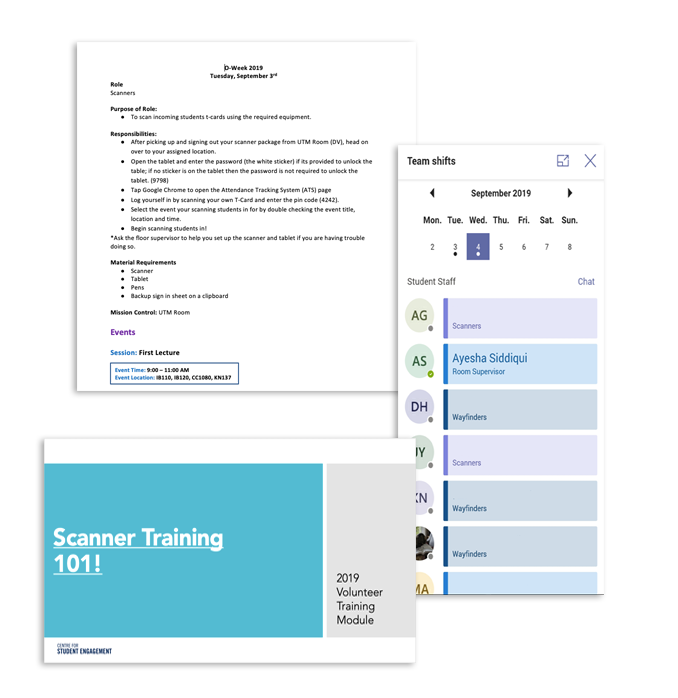 O-Week 2019
Tuesday, September 3rd
Role
Scanners
Purpose of Role:
● To scan incoming students t-cards using the required equipment.
Responsibilities:
● After picking up and signing out your scanner package from UTM Room (DV), head on
over to your assigned location.
● Open the tablet and enter the password (the white sticker) if its provided to unlock the
table; if no sticker is on the tablet then the password is not required to unlock the
tablet. (9798)
● Tap Google Chrome to open the Attendance Tracking System (ATS) page
● Log yourself in by scanning your own T-Card and enter the pin code (4242).
● Select the event your scanning students in for by double checking the event title,
location and time.
● Begin scanning students in!
*Ask the floor supervisor to help you set up the scanner and tablet if you are having trouble
doing so.
Material Requirements
● Scanner
● Tablet
● Pens
● Backup sign in sheet on a clipboard
Mission Control: UTM Room
Events
Session: First Lecture
Event Time: 9:00 – 11:00 AM
Event Location: IB110, IB120, CC1080, KN137
Team shifts
September 2019
Mon. Tue. Wed. Thu. Fri. Sat. Sun.
2 3 4 5 6 7 8
Student Staff Chat
AG
Scanners
AS Ayesha Siddiqui
Room Supervisor
DH
Wayfinders
JY
Scanners
KN
Wayfinders
Wayfinders
MA
Scanner Training
101!
2019
Volunteer
Training
Module
CENTRE FOR
STUDENT ENGAGEMENT